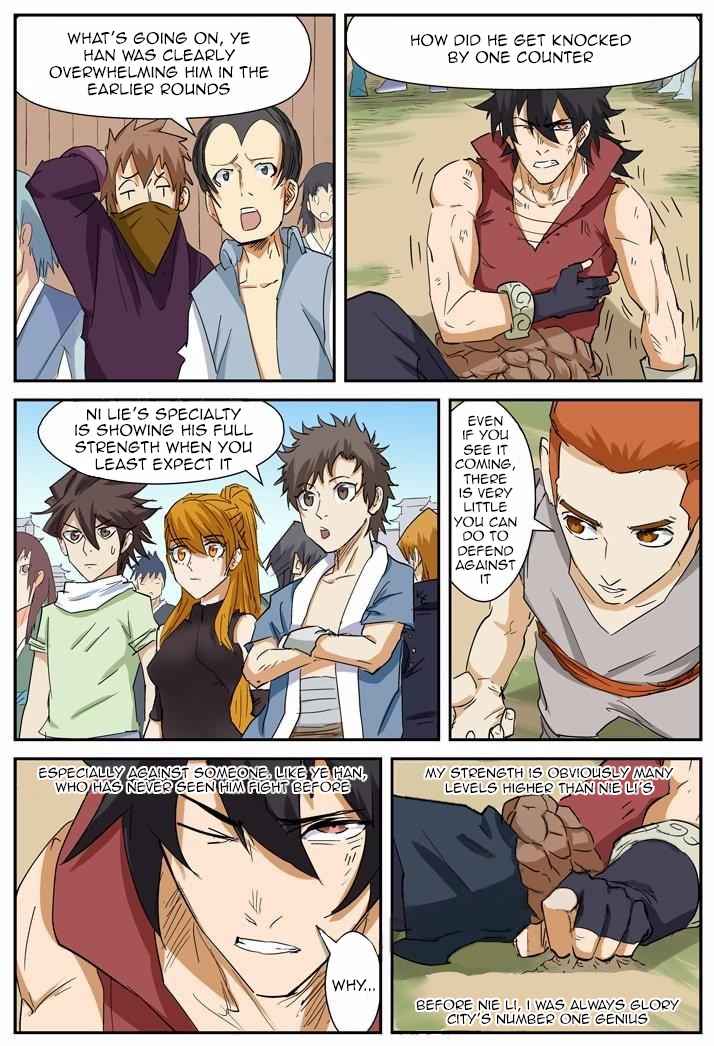 WHAT'S GOING ON, YE
HAN WAS CLEARLY
OVERWHELMING HIM IN THE
EARLIER ROUNDS
HOW DID HE GET KNOCKED
BY ONE COUNTER
NI LIE'S SPECIALTY
IS SHOWING HIS FULL
STRENGTH WHEN YOU
LEAST EXPECT IT
EVEN
IF YOU
SEE IT
COMING,
THERE
IS VERY
LITTLE
YOU CAN
DO TO
DEFEND
AGAINST
IT
ESPECIALLY AGAINST SOMEONE, LIKE YE HAN,
WHO HAS NEVER SEEN HIM FIGHT BEFORE
WHY...
MY STRENGTH IS OBVIOUSLY MANY
LEVELS HIGHER THAN NIE LI'S
BEFORE NIE LI, I WAS ALWAYS GLORY
CITY'S NUMBER ONE GENIUS